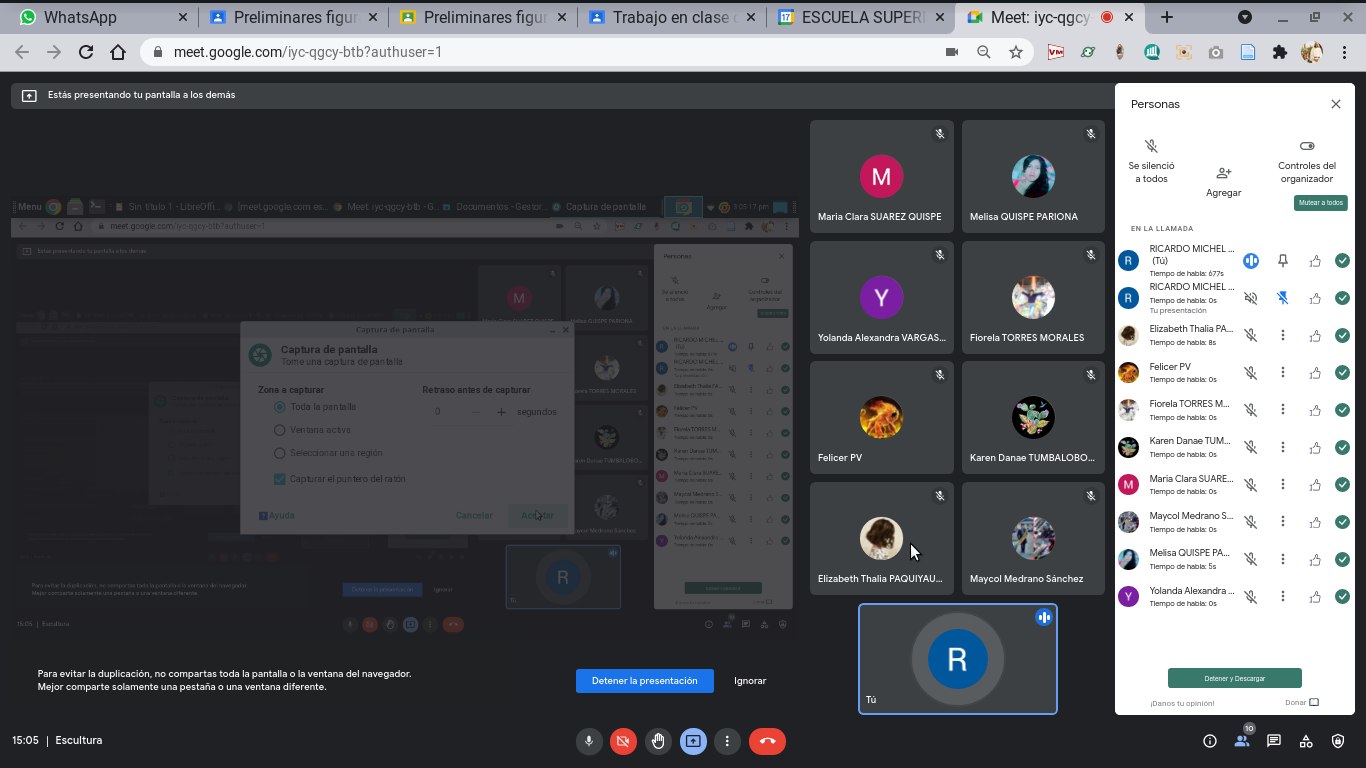 WhatsApp
Preliminares figur
Preliminares figur
Trabajo en clase d
ESCUELA SUPERI
Meet: iyc-qgcy
meet.google.com/iyc-qgcy-btb?authuser=1
Estás presentando tu pantalla a los demás
Menu
Sin título 1 - LibreOffi...
[meet.google.com es...
Meet: iyc-qgcy-btb - G...
Documentos - Gestor...
Captura de pantalla
meet.google.com/iyc-qgcy-btb?authuser=1
Estás presentando tu pantalla a los demás
Captura de pantalla
Captura de pantalla
Tome una captura de pantalla
Zona a capturar
Retraso antes de capturar
Toda la pantalla
0
segundos
Ventana activa
Seleccionar una región
Capturar el puntero del ratón
Ayuda
Cancelar
Aceptar
Para evitar la duplicación, no compartas toda la pantalla o la ventana del navegador.
Mejor comparte solamente una pestaña o una ventana diferente.
Detener la presentación
Ignorar
Tú
15:05 | Escultura
Para evitar la duplicación, no compartas toda la pantalla o la ventana del navegador.
Mejor comparte solamente una pestaña o una ventana diferente.
Detener la presentación
Ignorar
M
Maria Clara SUAREZ QUISPE
Melisa QUISPE PARIONA
Y
Yolanda Alexandra VARGAS...
Fiorela TORRES MORALES
Felicer PV
Karen Danae TUMBALOBO...
Elizabeth Thalia PAQUIYAU...
Maycol Medrano Sánchez
R
Tú
Personas
Se silenció
a todos
Agregar
Controles del
organizador
Mutear a todos
EN LA LLAMADA
R
RICARDO MICHEL ...
(Tú)
Tiempo de habla: 677s
R
RICARDO MICHEL ...
Tiempo de habla: 0s
Tu presentación
Elizabeth Thalia PA...
Tiempo de habla: 8s
Felicer PV
Tiempo de habla: 0s
Fiorela TORRES M...
Tiempo de habla: 0s
Karen Danae TUM...
Tiempo de habla: 0s
M
Maria Clara SUARE...
Tiempo de habla: 0s
Maycol Medrano S...
Tiempo de habla: 0s
Melisa QUISPE PA...
Tiempo de habla: 5s
Y
Yolanda Alexandra ...
Tiempo de habla: 0s
Detener y Descargar
¡Danos tu opinión!
Donar
15:05 | Escultura
10